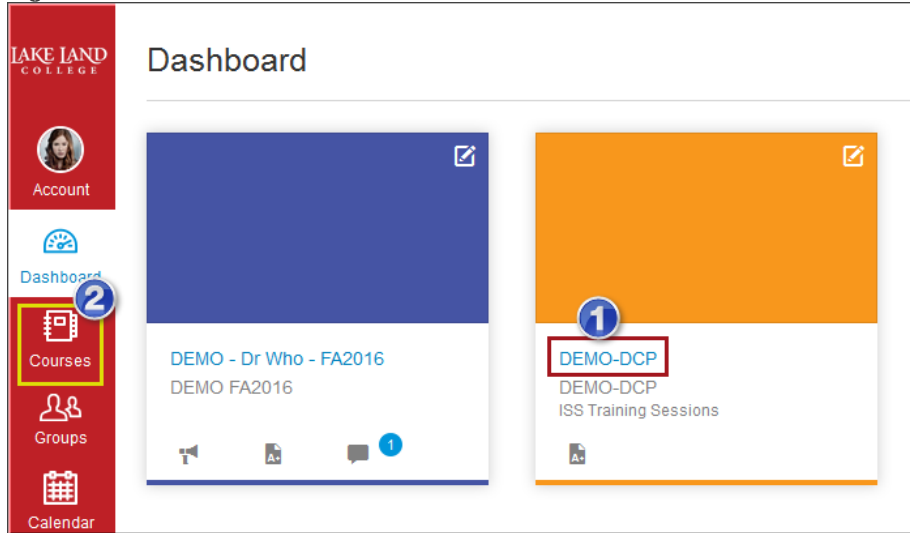 LAKE LAND
COLLEGE
Dashboard
Account
Dashboard
2
Courses
Groups
Calendar
DEMO - Dr Who - FA2016
DEMO FA2016
A+
1
1
DEMO-DCP
DEMO-DCP
ISS Training Sessions
A+